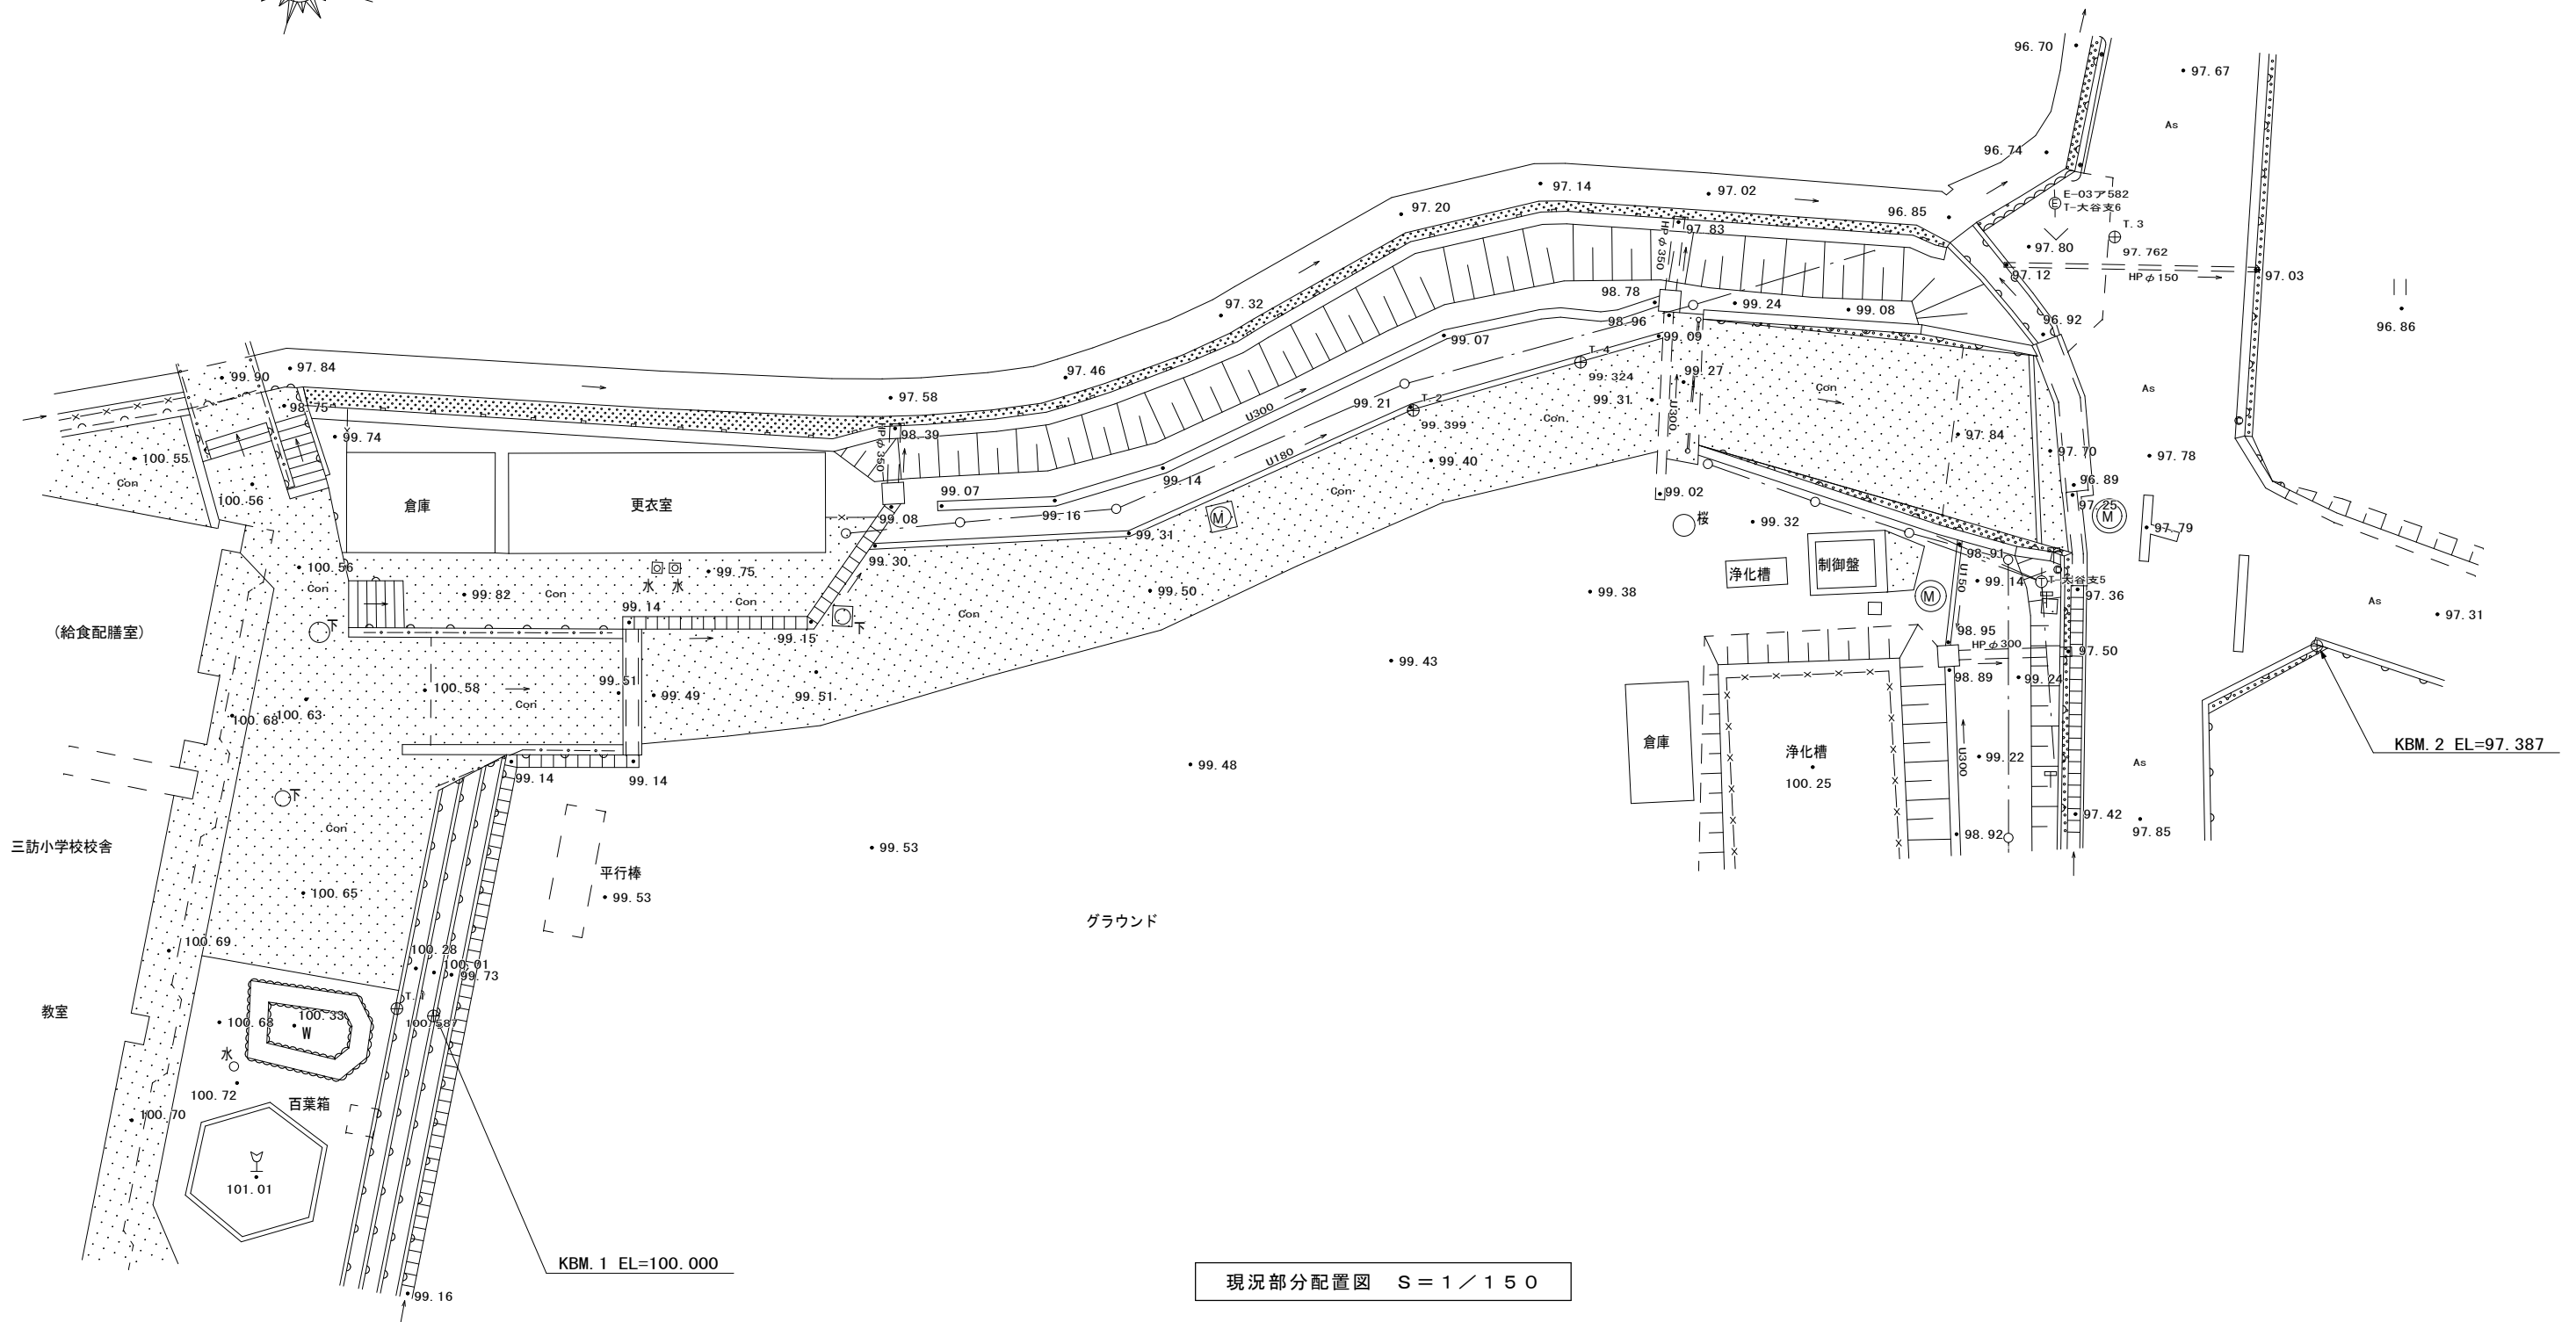 96.70
97.67
As
96.74
97.14
97.02
E-03ア582
T-大谷支6
97.20
96.85
T.3
97.83
HPφ350
97.80
97.762
97.12
HPφ150
97.03
97.32
98.78
99.24
99.08
98.96
96.92
96.86
99.07
99.09
T.4
97.84
99.90
97.46
99.324
99.27
Con
As
97.58
98.75
99.21
T.2
99.31
U300
U300
99.399
Con
99.74
98.39
HPφ350
97.84
100.55
U180
99.40
97.70
97.78
Con
100.56
倉庫
更衣室
99.07
99.14
Con
96.89
99.02
99.08
99.16
M
桜
99.32
97.25
M
97.79
99.31
98.91
制御盤
99.30
100.56
99.75
浄化槽
U150
99.14
T-大谷支5
Con
水
水
99.82
Con
Con
99.50
99.38
M
97.36
As
97.31
99.14
Con
下
下
(給食配膳室)
99.15
98.95
HPφ300
97.50
99.43
99.51
99.49
99.51
98.89
99.24
100.58
Con
100.68
100.63
倉庫
浄化槽
100.25
U300
99.22
As
KBM.2 EL=97.387
99.48
99.14
99.14
下
Con
98.92
97.42
97.85
三訪小学校校舎
99.53
平行棒
99.53
100.65
グラウンド
100.69
100.28
100.01
99.73
T.1
教室
100.68
100.33
W
100.587
水
100.72
百葉箱
100.70
101.01
KBM.1 EL=100.000
99.16
現況部分配置図 S=1/150